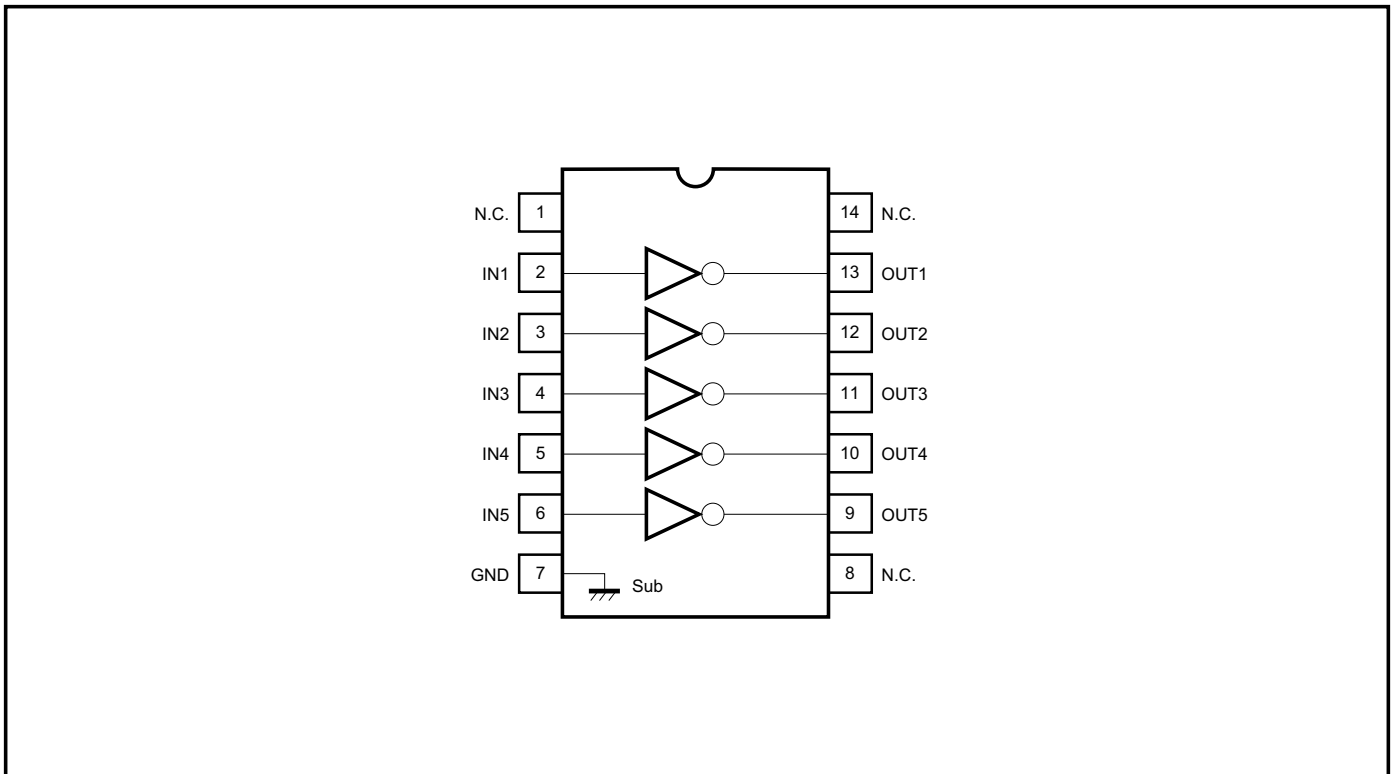 N.C. 1 14 N.C.
IN1 2 13 OUT1
IN2 3 12 OUT2
IN3 4 11 OUT3
IN4 5 10 OUT4
IN5 6 9 OUT5
GND 7 Sub 8 N.C.